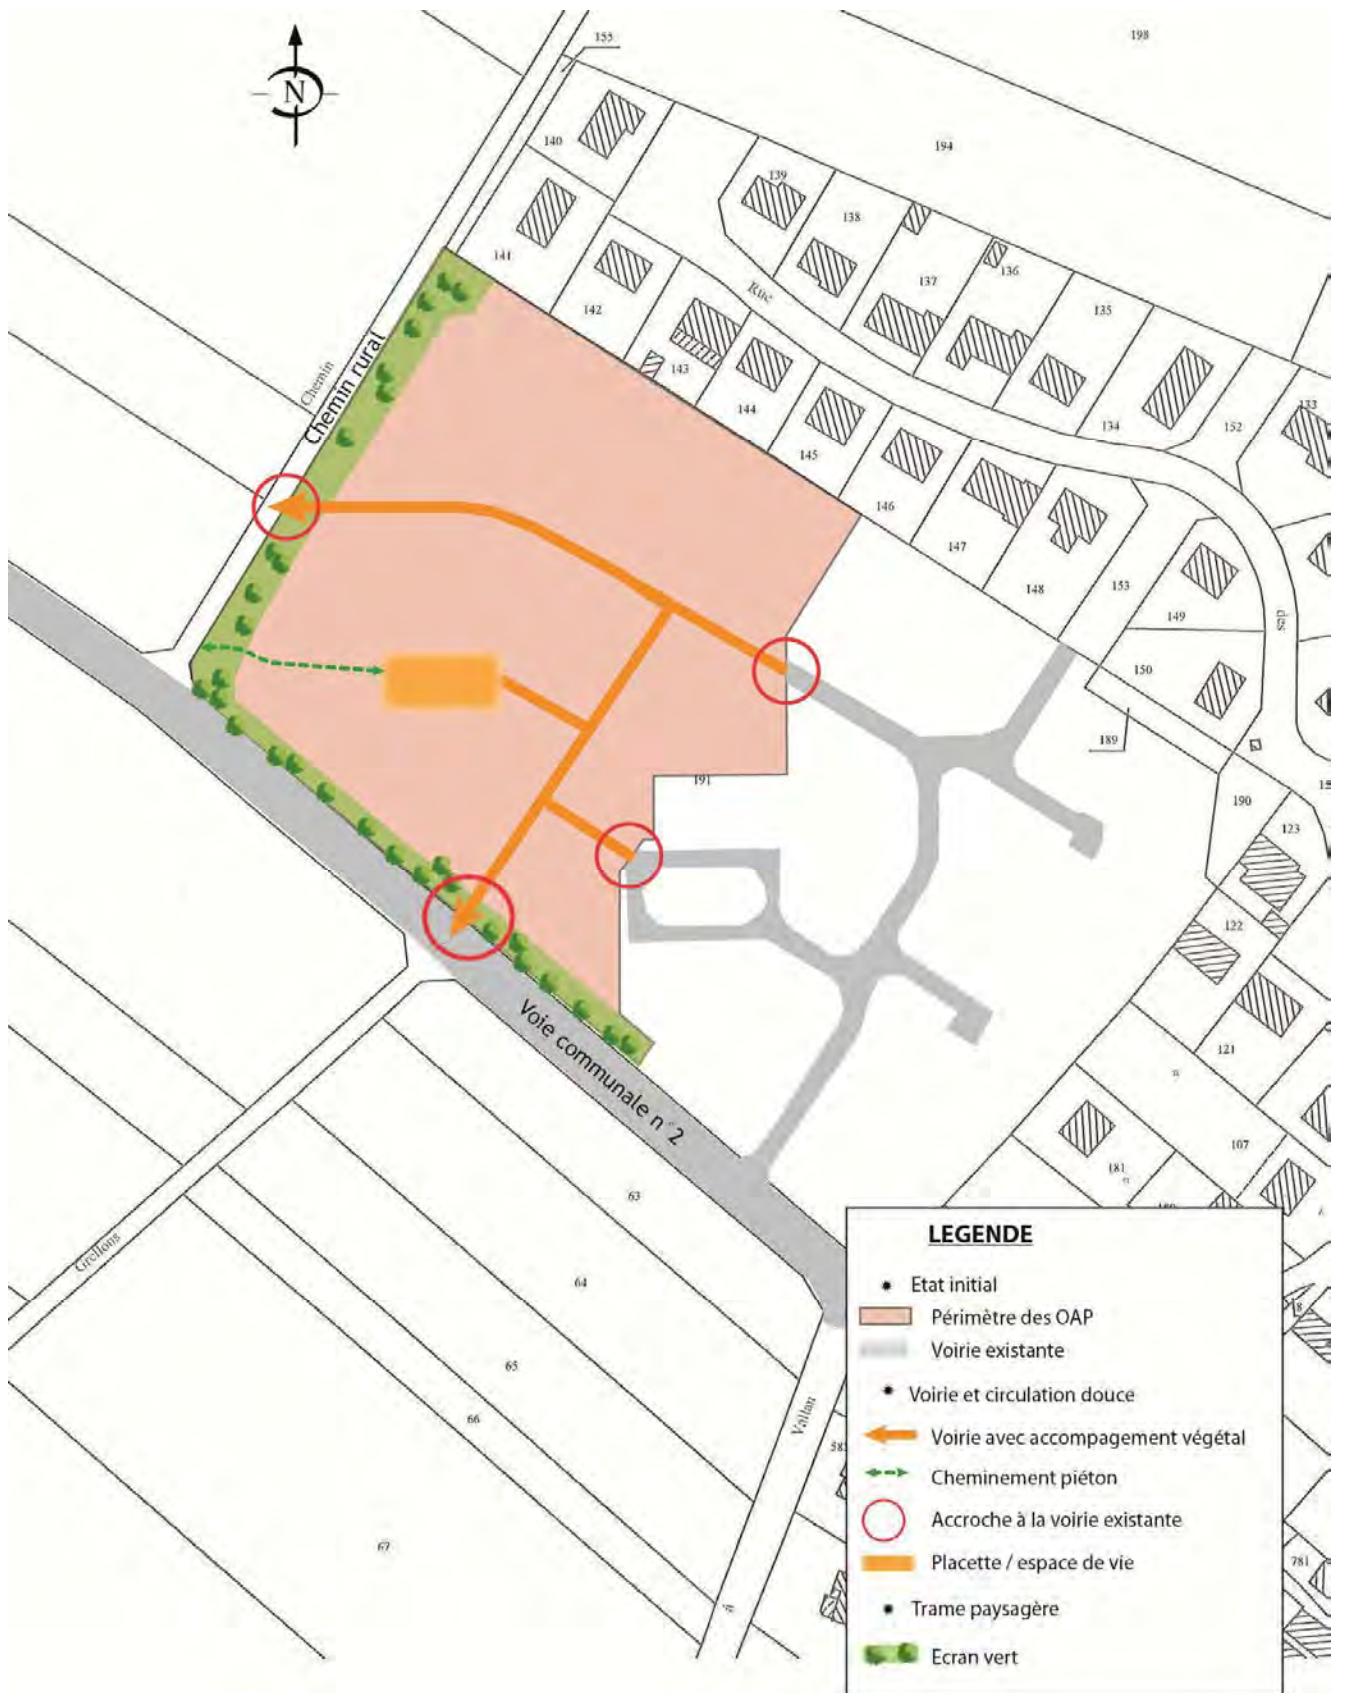 N
155
198
194
140
139
138
141
137
136
142
Rue
135
143
144
134
133
152
145
146
147
148
153
149
des
150
189
191
190
123
122
121
107
181
Chemin
Chemin rural
Voie communale n°2
Grellons
63
64
65
66
67
Vallan
à
781
8
LEGENDE
Etat initial
Périmètre des OAP
Voirie existante
Voirie et circulation douce
Voirie avec accompagement végétal
Cheminement piéton
Accroche à la voirie existante
Placette / espace de vie
Trame paysagère
Ecran vert